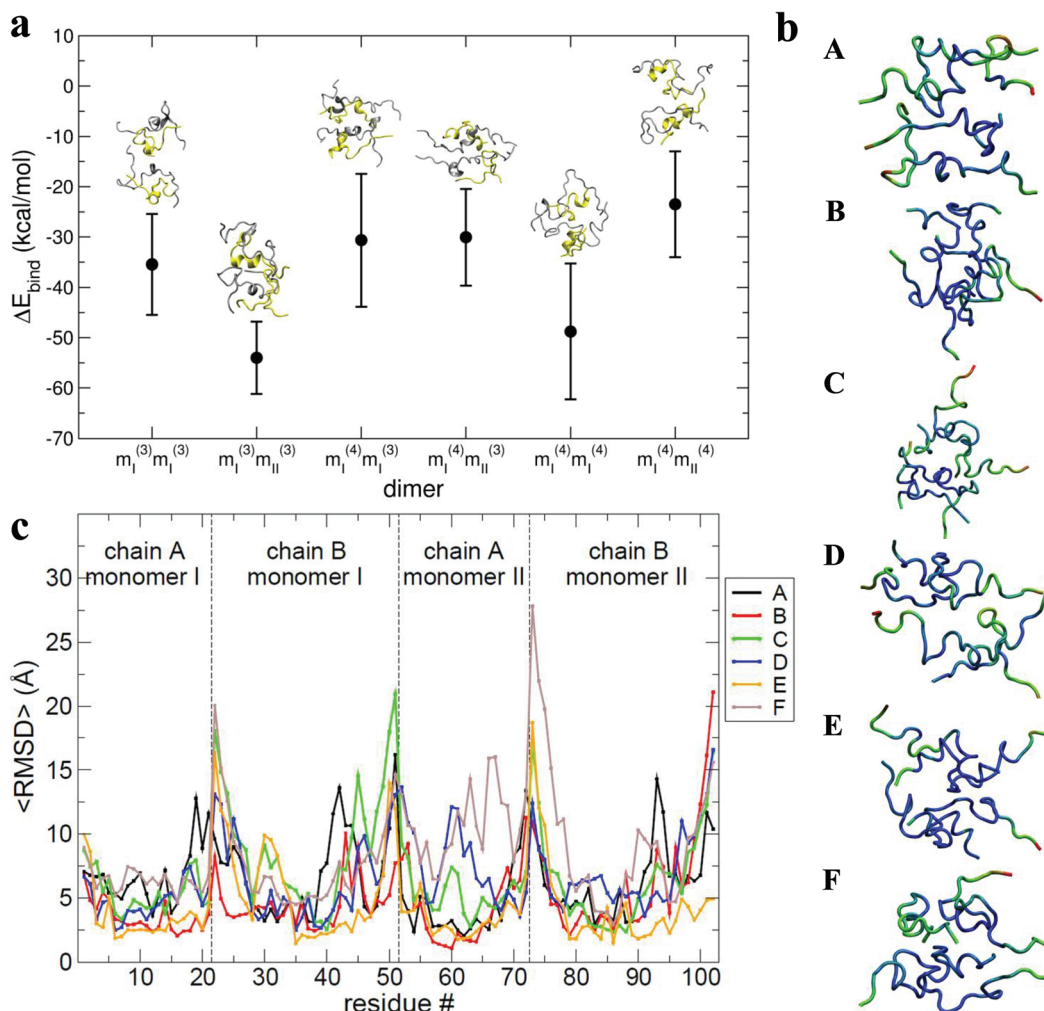 a
10
0
-10
-20
-30
-40
-50
-60
-70
ΔE_bind (kcal/mol)
m_I^(3)m_I^(3)
m_I^(3)m_II^(3)
m_I^(4)m_I^(3)
m_I^(4)m_II^(3)
m_I^(4)m_I^(4)
m_I^(4)m_II^(4)
dimer
b
A
B
C
D
E
F
c
chain A
monomer I
chain B
monomer I
chain A
monomer II
chain B
monomer II
30
25
20
15
10
5
0
<RMSD> (Å)
10 20 30 40 50 60 70 80 90 100
residue #
A
B
C
D
E
F